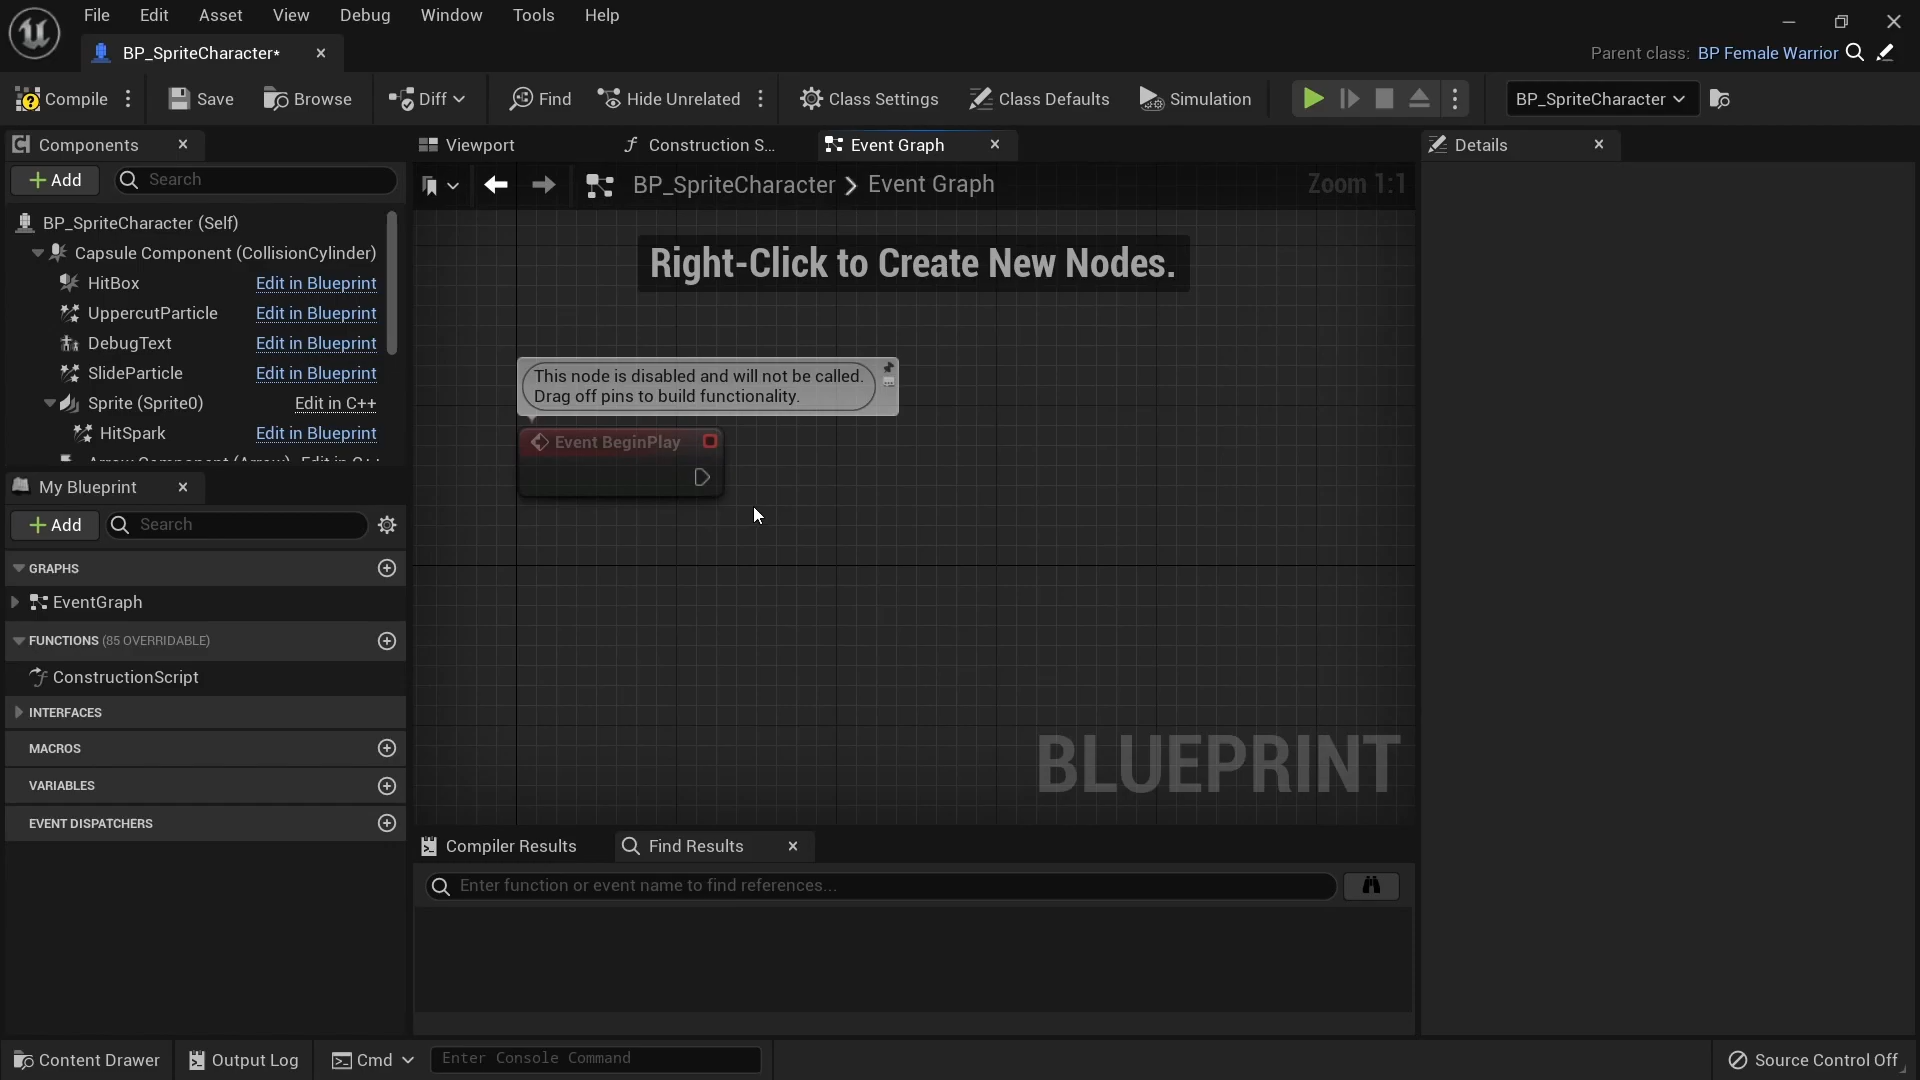 File Edit Asset View Debug Window Tools Help
BP_SpriteCharacter*
Parent class: BP Female Warrior
Compile Save Browse Diff Find Hide Unrelated Class Settings Class Defaults Simulation BP_SpriteCharacter
Components
Add Search
BP_SpriteCharacter (Self)
Capsule Component (CollisionCylinder)
HitBox Edit in Blueprint
UppercutParticle Edit in Blueprint
DebugText Edit in Blueprint
SlideParticle Edit in Blueprint
Sprite (Sprite0) Edit in C++
HitSpark Edit in Blueprint
Arrow Component (Arrow) Edit in C++
My Blueprint
Add Search
GRAPHS
EventGraph
FUNCTIONS (85 OVERRIDABLE)
ConstructionScript
INTERFACES
MACROS
VARIABLES
EVENT DISPATCHERS
Viewport Construction S... Event Graph
BP_SpriteCharacter > Event Graph Zoom 1:1
Right-Click to Create New Nodes.
This node is disabled and will not be called.
Drag off pins to build functionality.
Event BeginPlay
BLUEPRINT
Compiler Results Find Results
Enter function or event name to find references...
Details
Content Drawer Output Log Cmd Enter Console Command Source Control Off